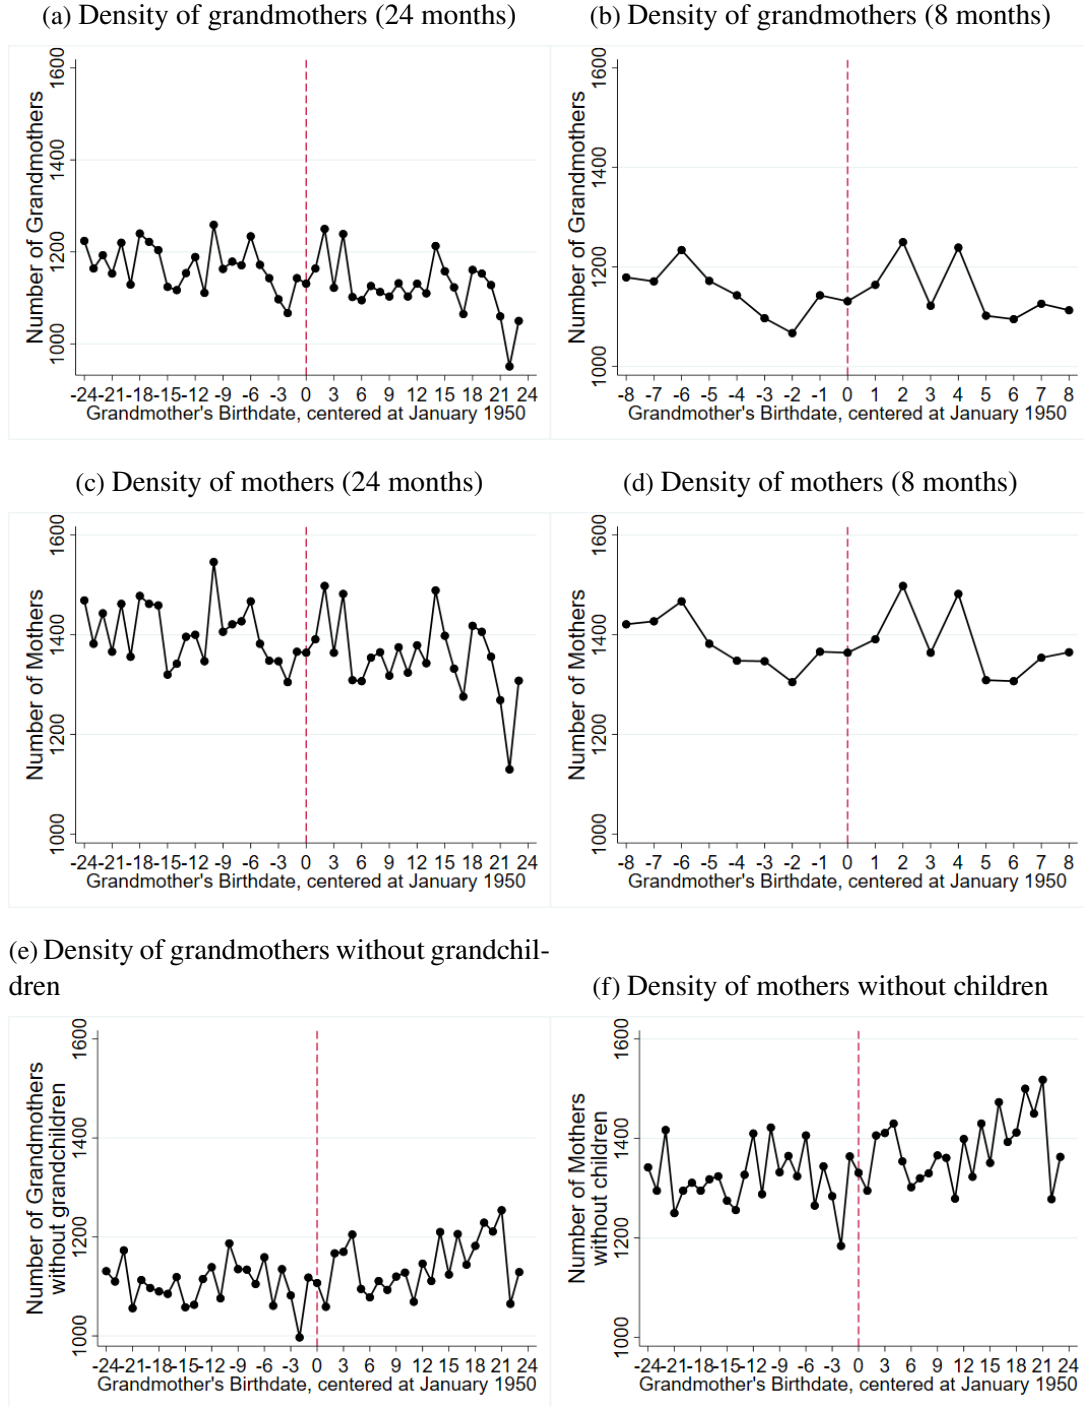 (a) Density of grandmothers (24 months)
Number of Grandmothers
1600
1400
1200
1000
-24-21-18-15-12 -9 -6 -3 0 3 6 9 12 15 18 21 24
Grandmother's Birthdate, centered at January 1950
(b) Density of grandmothers (8 months)
Number of Grandmothers
1600
1400
1200
1000
-8 -7 -6 -5 -4 -3 -2 -1 0 1 2 3 4 5 6 7 8
Grandmother's Birthdate, centered at January 1950
(c) Density of mothers (24 months)
Number of Mothers
1600
1400
1200
1000
-24-21-18-15-12 -9 -6 -3 0 3 6 9 12 15 18 21 24
Grandmother's Birthdate, centered at January 1950
(d) Density of mothers (8 months)
Number of Mothers
1600
1400
1200
1000
-8 -7 -6 -5 -4 -3 -2 -1 0 1 2 3 4 5 6 7 8
Grandmother's Birthdate, centered at January 1950
(e) Density of grandmothers without grandchil-
dren
Number of Grandmothers
without grandchildren
1600
1400
1200
1000
-24-21-18-15-12 -9 -6 -3 0 3 6 9 12 15 18 21 24
Grandmother's Birthdate, centered at January 1950
(f) Density of mothers without children
Number of Mothers
without children
1600
1400
1200
1000
-24-21-18-15-12 -9 -6 -3 0 3 6 9 12 15 18 21 24
Grandmother's Birthdate, centered at January 1950